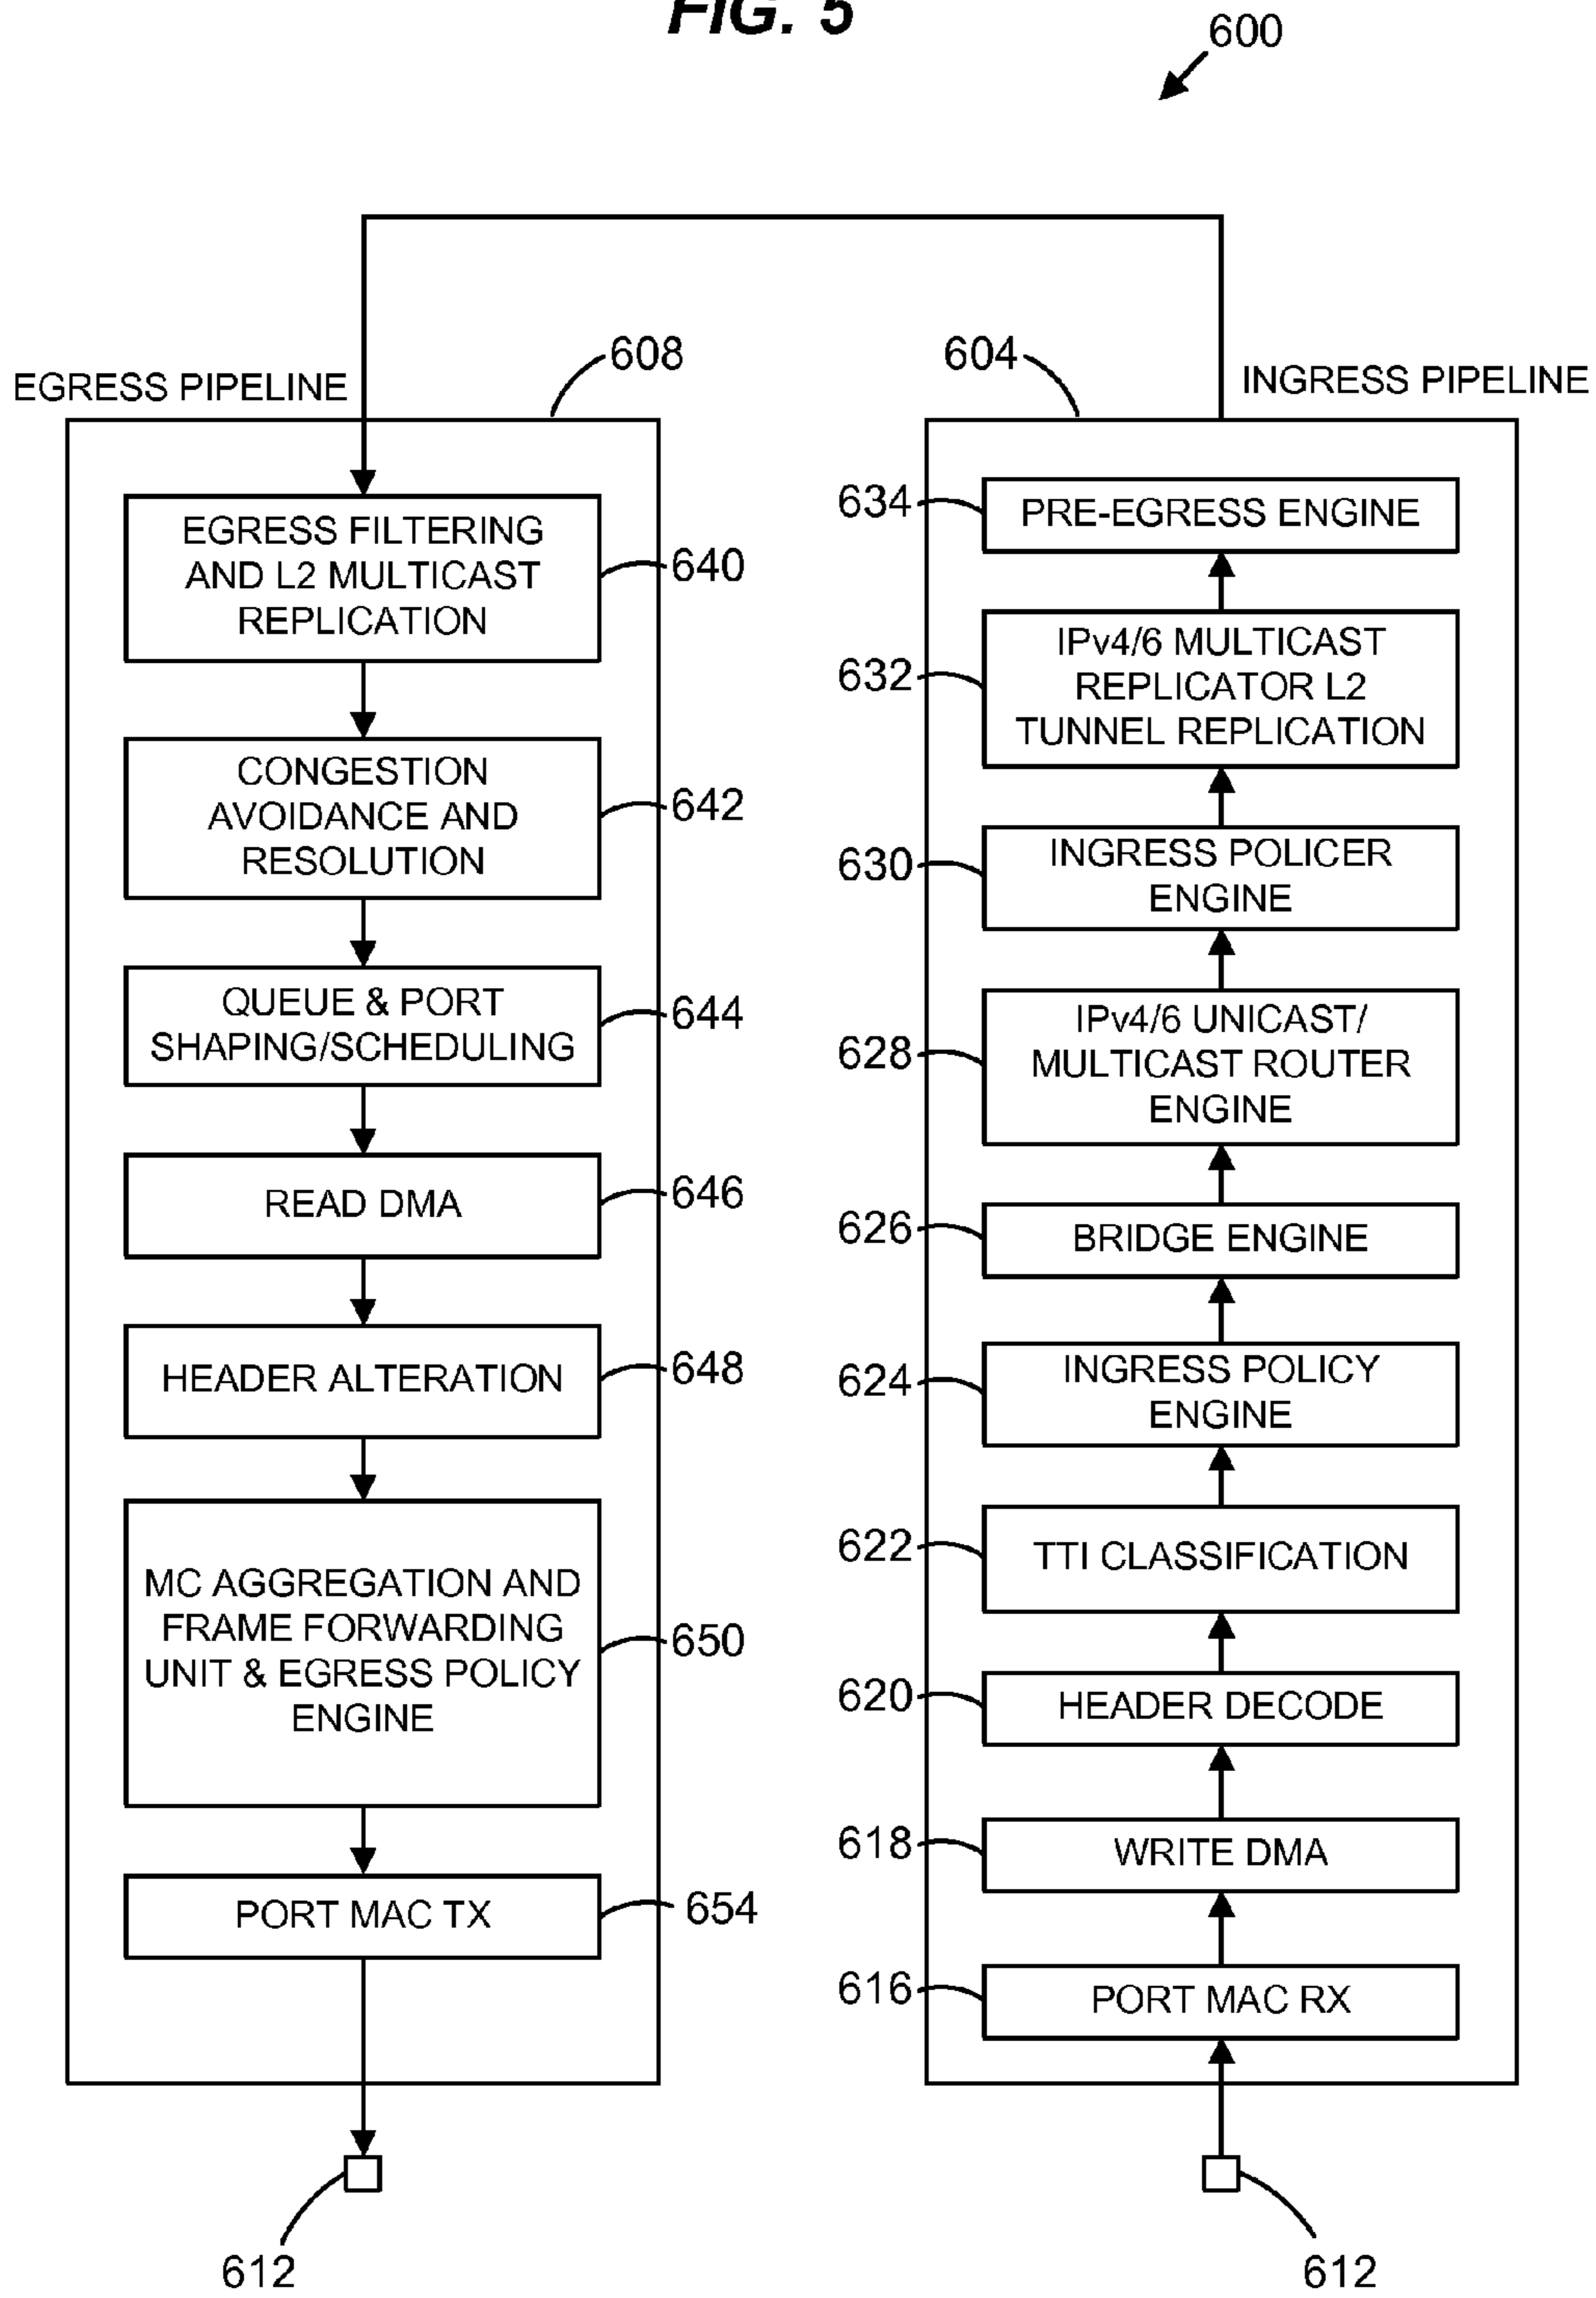 FIG. 5
600
608
604
EGRESS PIPELINE
INGRESS PIPELINE
EGRESS FILTERING
AND L2 MULTICAST
REPLICATION
640
CONGESTION
AVOIDANCE AND
RESOLUTION
642
QUEUE & PORT
SHAPING/SCHEDULING
644
READ DMA
646
HEADER ALTERATION
648
MC AGGREGATION AND
FRAME FORWARDING
UNIT & EGRESS POLICY
ENGINE
650
PORT MAC TX
654
612
634
PRE-EGRESS ENGINE
632
IPv4/6 MULTICAST
REPLICATOR L2
TUNNEL REPLICATION
630
INGRESS POLICER
ENGINE
628
IPv4/6 UNICAST/
MULTICAST ROUTER
ENGINE
626
BRIDGE ENGINE
624
INGRESS POLICY
ENGINE
622
TTI CLASSIFICATION
620
HEADER DECODE
618
WRITE DMA
616
PORT MAC RX
612